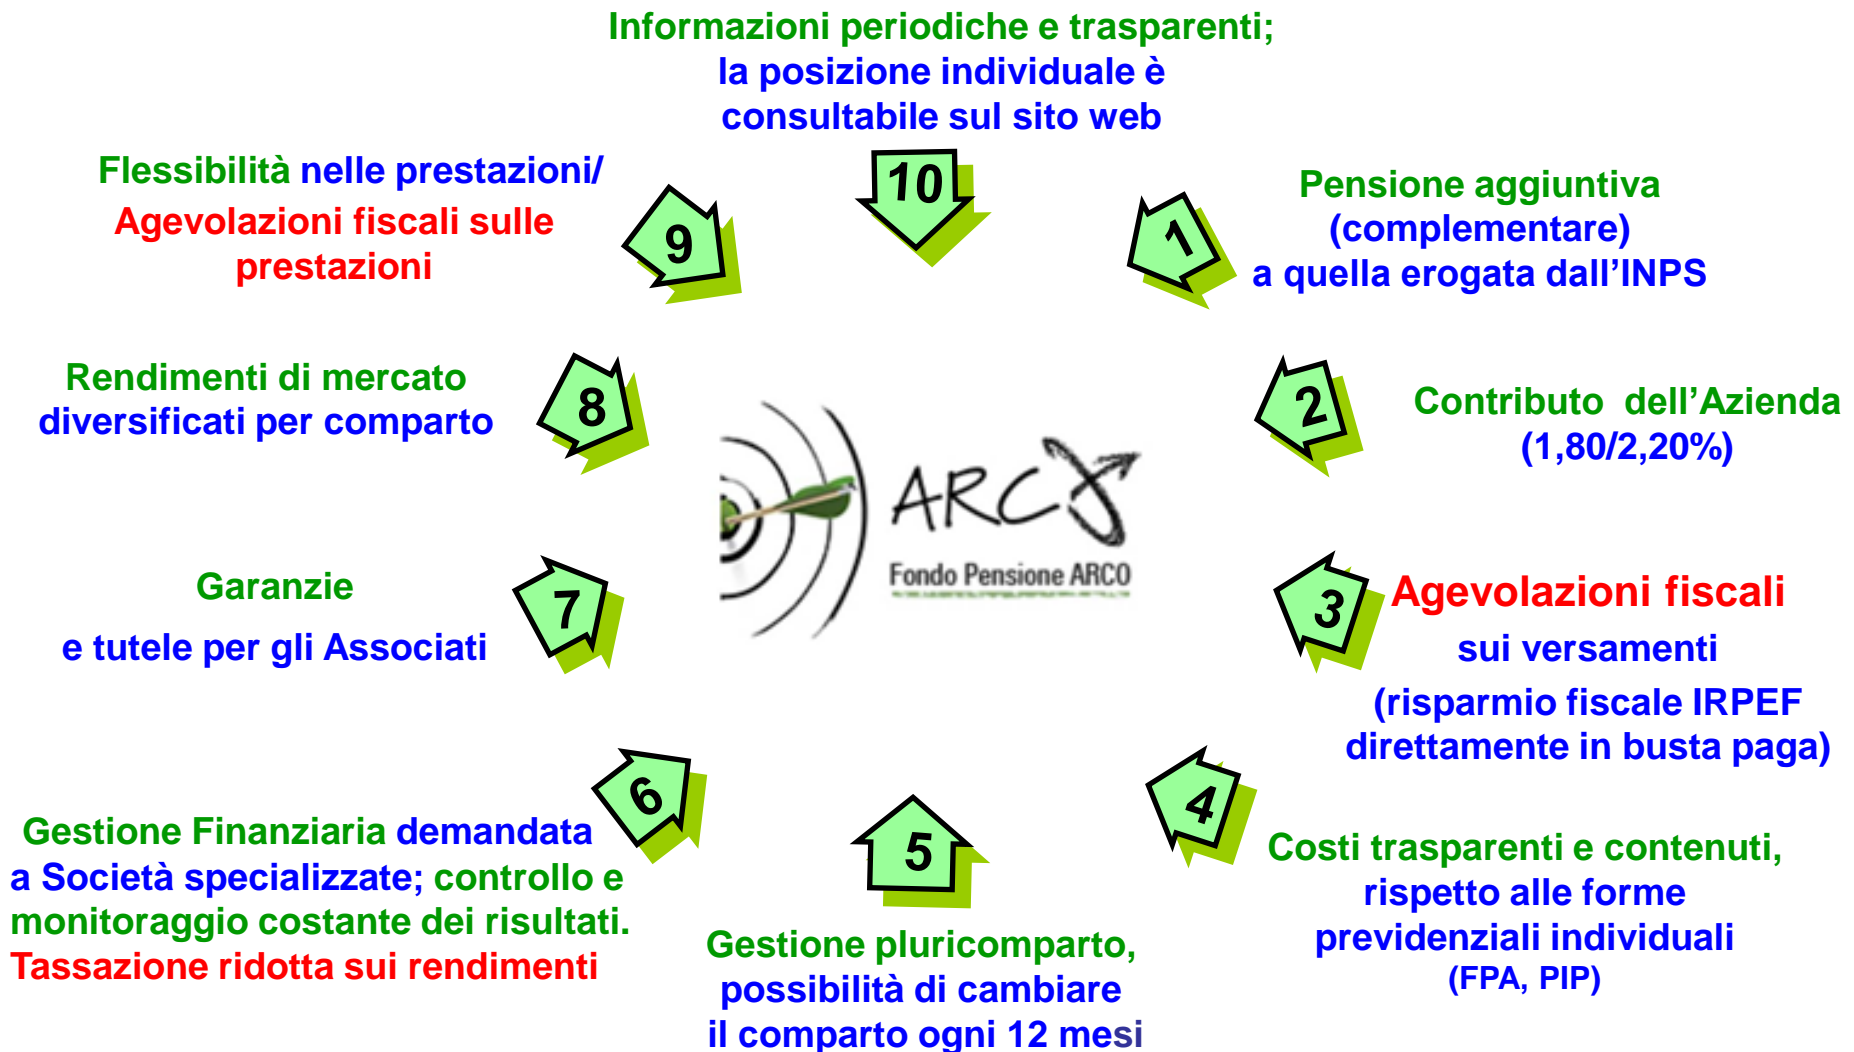 Informazioni periodiche e trasparenti;
la posizione individuale è
consultabile sul sito web
10
1
Pensione aggiuntiva
(complementare)
a quella erogata dall’INPS
2
Contributo dell’Azienda
(1,80/2,20%)
3
Agevolazioni fiscali
sui versamenti
(risparmio fiscale IRPEF
direttamente in busta paga)
4
Costi trasparenti e contenuti,
rispetto alle forme
previdenziali individuali
(FPA, PIP)
5
Gestione pluricomparto,
possibilità di cambiare
il comparto ogni 12 mesi
6
Gestione Finanziaria demandata
a Società specializzate; controllo e
monitoraggio costante dei risultati.
Tassazione ridotta sui rendimenti
7
Garanzie
e tutele per gli Associati
8
Rendimenti di mercato
diversificati per comparto
9
Flessibilità nelle prestazioni/
Agevolazioni fiscali sulle
prestazioni
ARCO
Fondo Pensione ARCO